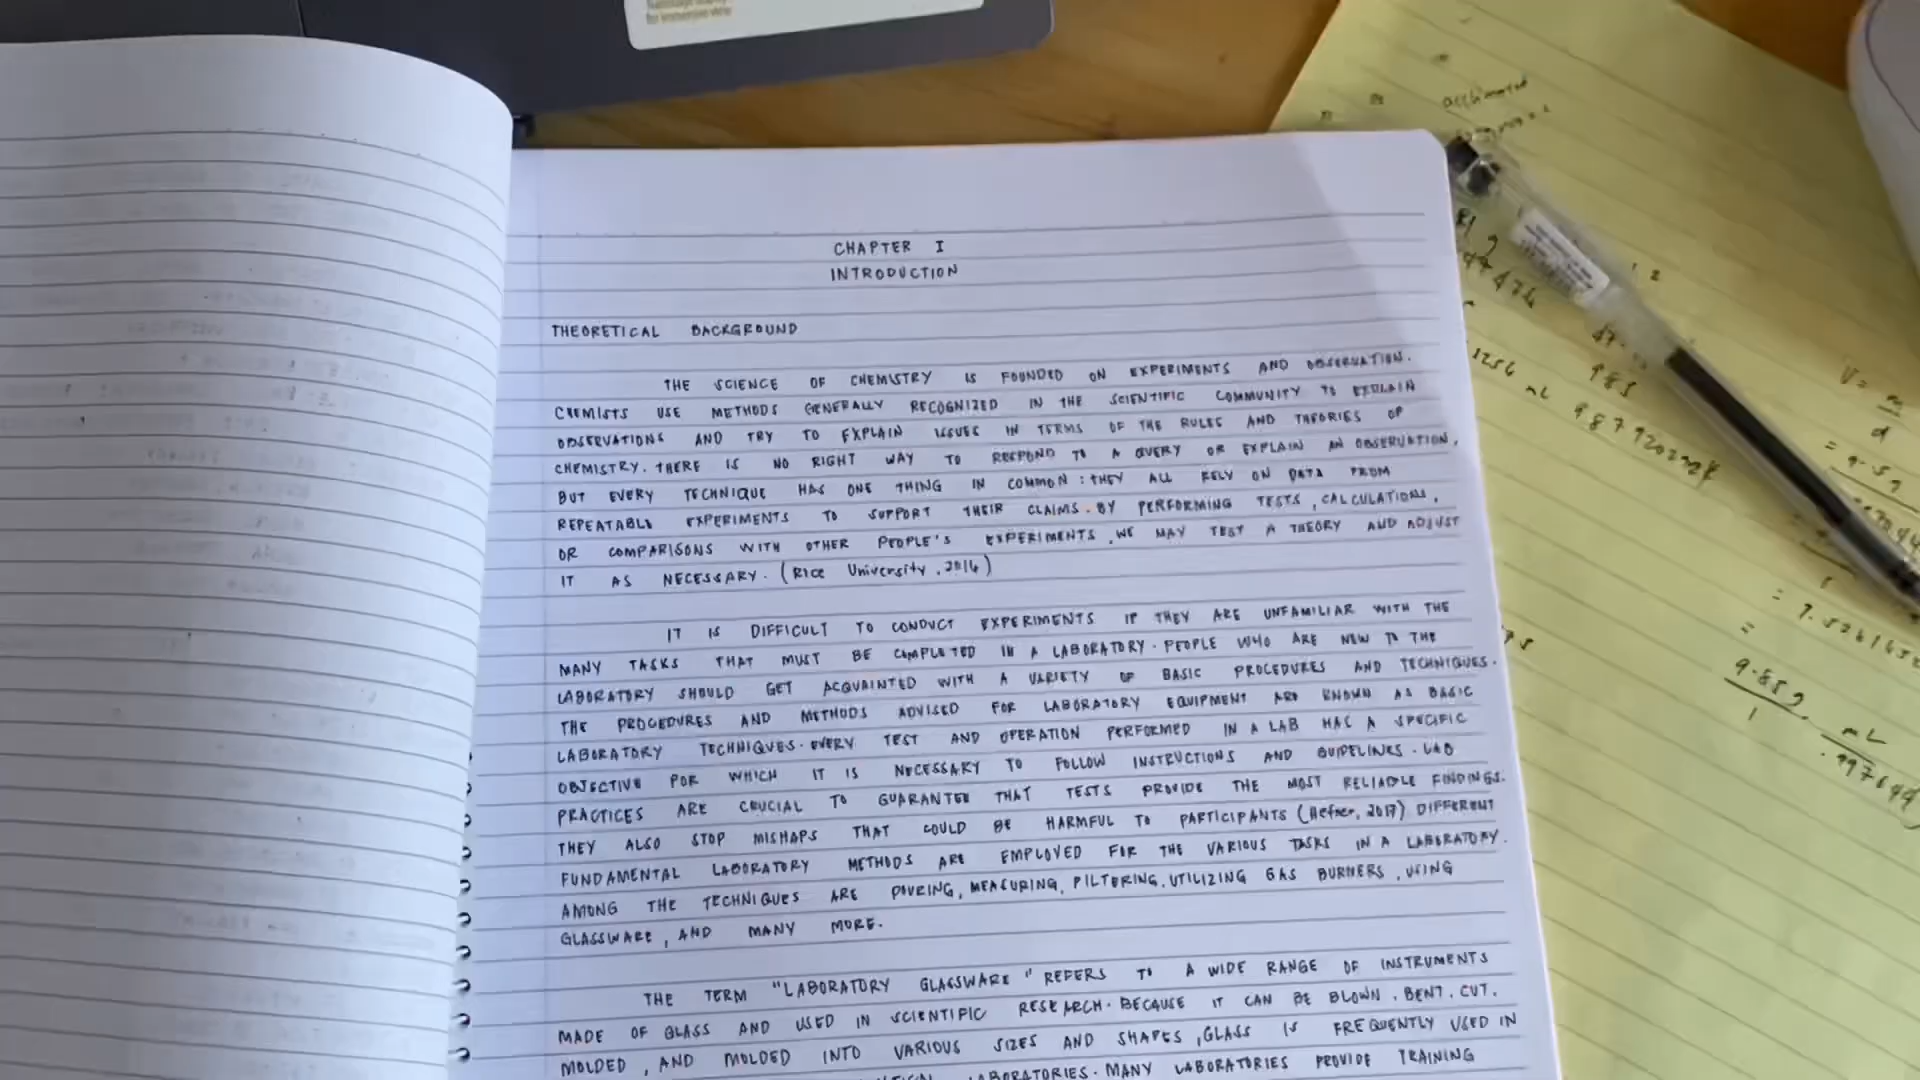 for immersive view
CHAPTER I
INTRODUCTION
THEORETICAL BACKGROUND
THE SCIENCE OF CHEMISTRY IS FOUNDED ON EXPERIMENTS AND OBSERVATION.
CHEMISTS USE METHODS GENERALLY RECOGNIZED IN THE SCIENTIFIC COMMUNITY TO EXPLAIN
OBSERVATIONS AND TRY TO EXPLAIN ISSUES IN TERMS OF THE RULES AND THEORIES OF
CHEMISTRY. THERE IS NO RIGHT WAY TO RESPOND TO A QUERY OR EXPLAIN AN OBSERVATION,
BUT EVERY TECHNIQUE HAS ONE THING IN COMMON : THEY ALL RELY ON DATA FROM
REPEATABLE EXPERIMENTS TO SUPPORT THEIR CLAIMS. BY PERFORMING TESTS, CALCULATIONS,
OR COMPARISONS WITH OTHER PEOPLE'S EXPERIMENTS, WE MAY TEST A THEORY AND ADJUST
IT AS NECESSARY. (Rice University, 2016)
IT IS DIFFICULT TO CONDUCT EXPERIMENTS IF THEY ARE UNFAMILIAR WITH THE
MANY TASKS THAT MUST BE COMPLETED IN A LABORATORY. PEOPLE WHO ARE NEW TO THE
LABORATORY SHOULD GET ACQUAINTED WITH A VARIETY OF BASIC PROCEDURES AND TECHNIQUES.
THE PROCEDURES AND METHODS ADVISED FOR LABORATORY EQUIPMENT ARE KNOWN AS BASIC
LABORATORY TECHNIQUES. EVERY TEST AND OPERATION PERFORMED IN A LAB HAS A SPECIFIC
OBJECTIVE FOR WHICH IT IS NECESSARY TO FOLLOW INSTRUCTIONS AND GUIDELINES. LAB
PRACTICES ARE CRUCIAL TO GUARANTEE THAT TESTS PROVIDE THE MOST RELIABLE FINDINGS.
THEY ALSO STOP MISHAPS THAT COULD BE HARMFUL TO PARTICIPANTS (Hefner, 2017) DIFFERENT
FUNDAMENTAL LABORATORY METHODS ARE EMPLOYED FOR THE VARIOUS TASKS IN A LABORATORY.
AMONG THE TECHNIQUES ARE POURING, MEASURING, FILTERING, UTILIZING GAS BURNERS, USING
GLASSWARE, AND MANY MORE.
THE TERM "LABORATORY GLASSWARE" REFERS TO A WIDE RANGE OF INSTRUMENTS
MADE OF GLASS AND USED IN SCIENTIFIC RESEARCH. BECAUSE IT CAN BE BLOWN, BENT, CUT,
MOLDED, AND MOLDED INTO VARIOUS SIZES AND SHAPES, GLASS IS FREQUENTLY USED IN
LABORATORIES. MANY LABORATORIES PROVIDE TRAINING
V = m
d
9.85g
1
mL